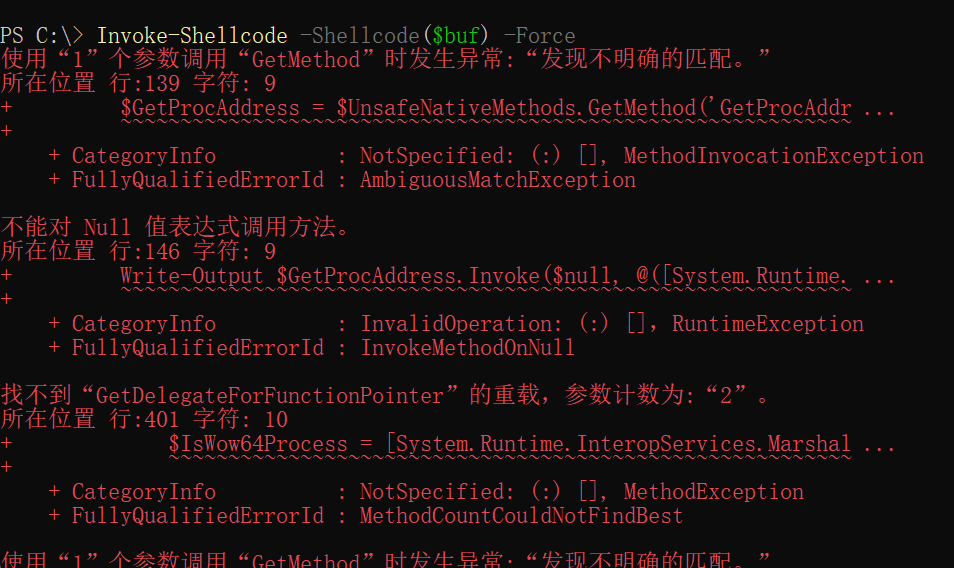 PS C:\> Invoke-Shellcode -Shellcode($buf) -Force
使用“1”个参数调用“GetMethod”时发生异常:“发现不明确的匹配。”
所在位置 行:139 字符: 9
+         $GetProcAddress = $UnsafeNativeMethods.GetMethod('GetProcAddr ...
+         ~~~~~~~~~~~~~~~~~~~~~~~~~~~~~~~~~~~~~~~~~~~~~~~~~~~~~~~~~~~~~
    + CategoryInfo          : NotSpecified: (:) [], MethodInvocationException
    + FullyQualifiedErrorId : AmbiguousMatchException
不能对 Null 值表达式调用方法。
所在位置 行:146 字符: 9
+         Write-Output $GetProcAddress.Invoke($null, @([System.Runtime. ...
+         ~~~~~~~~~~~~~~~~~~~~~~~~~~~~~~~~~~~~~~~~~~~~~~~~~~~~~~~~~~~~~
    + CategoryInfo          : InvalidOperation: (:) [], RuntimeException
    + FullyQualifiedErrorId : InvokeMethodOnNull
找不到“GetDelegateForFunctionPointer”的重载，参数计数为:“2”。
所在位置 行:401 字符: 10
+             $IsWow64Process = [System.Runtime.InteropServices.Marshal ...
+             ~~~~~~~~~~~~~~~~~~~~~~~~~~~~~~~~~~~~~~~~~~~~~~~~~~~~~~~~~
    + CategoryInfo          : NotSpecified: (:) [], MethodException
    + FullyQualifiedErrorId : MethodCountCouldNotFindBest
使用“1”个参数调用“GetMethod”时发生异常:“发现不明确的匹配。”